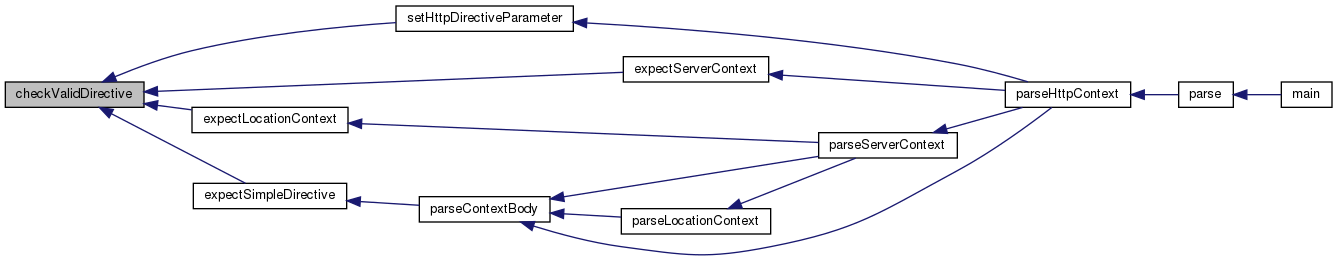 setHttpDirectiveParameter
expectServerContext
checkValidDirective
parseHttpContext
parse
main
expectLocationContext
parseServerContext
expectSimpleDirective
parseContextBody
parseLocationContext